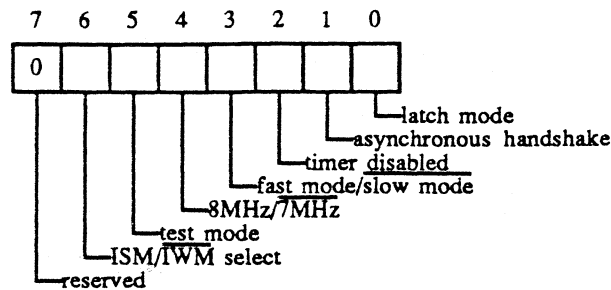 7 6 5 4 3 2 1 0
0
latch mode
asynchronous handshake
timer disabled
fast mode/slow mode
8MHz/7MHz
test mode
ISM/IWM select
reserved